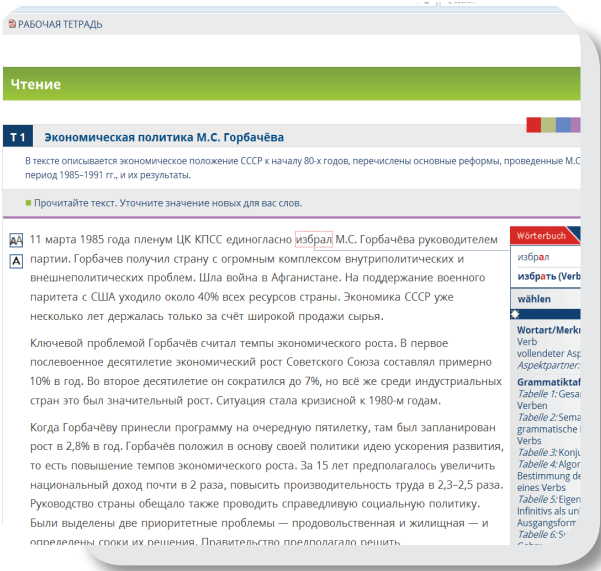 РАБОЧАЯ ТЕТРАДЬ
Чтение
T 1 Экономическая политика М.С. Горбачёва
В тексте описывается экономическое положение СССР к началу 80-х годов, перечислены основные реформы, проведенные М.С
период 1985–1991 гг., и их результаты.
Прочитайте текст. Уточните значение новых для вас слов.
AA 11 марта 1985 года пленум ЦК КПСС единогласно избрал М.С. Горбачёва руководителем
A партии. Горбачев получил страну с огромным комплексом внутриполитических и
внешнеполитических проблем. Шла война в Афганистане. На поддержание военного
паритета с США уходило около 40% всех ресурсов страны. Экономика СССР уже
несколько лет держалась только за счёт широкой продажи сырья.
Ключевой проблемой Горбачёв считал темпы экономического роста. В первое
послевоенное десятилетие экономический рост Советского Союза составлял примерно
10% в год. Во второе десятилетие он сократился до 7%, но всё же среди индустриальных
стран это был значительный рост. Ситуация стала кризисной к 1980-м годам.
Когда Горбачёву принесли программу на очередную пятилетку, там был запланирован
рост в 2,8% в год. Горбачёв положил в основу своей политики идею ускорения развития,
то есть повышение темпов экономического роста. За 15 лет предполагалось увеличить
национальный доход почти в 2 раза, повысить производительность труда в 2,3–2,5 раза.
Руководство страны обещало также проводить справедливую социальную политику.
Были выделены две приоритетные проблемы — продовольственная и жилищная — и
определены сроки их решения. Правительство предполагало решить
Wörterbuch
избрал
избрать (Verb
wählen
Wortart/Merkm
Verb
vollendeter Asp
Aspektpartner:
Grammatiktaf
Tabelle 1: Gesa
Verben
Tabelle 2: Sema
grammatische
Verbs
Tabelle 3: Konju
Tabelle 4: Algor
Bestimmung de
eines Verbs
Tabelle 5: Eigen
Infinitivs als un
Ausgangsform
Tabelle 6: